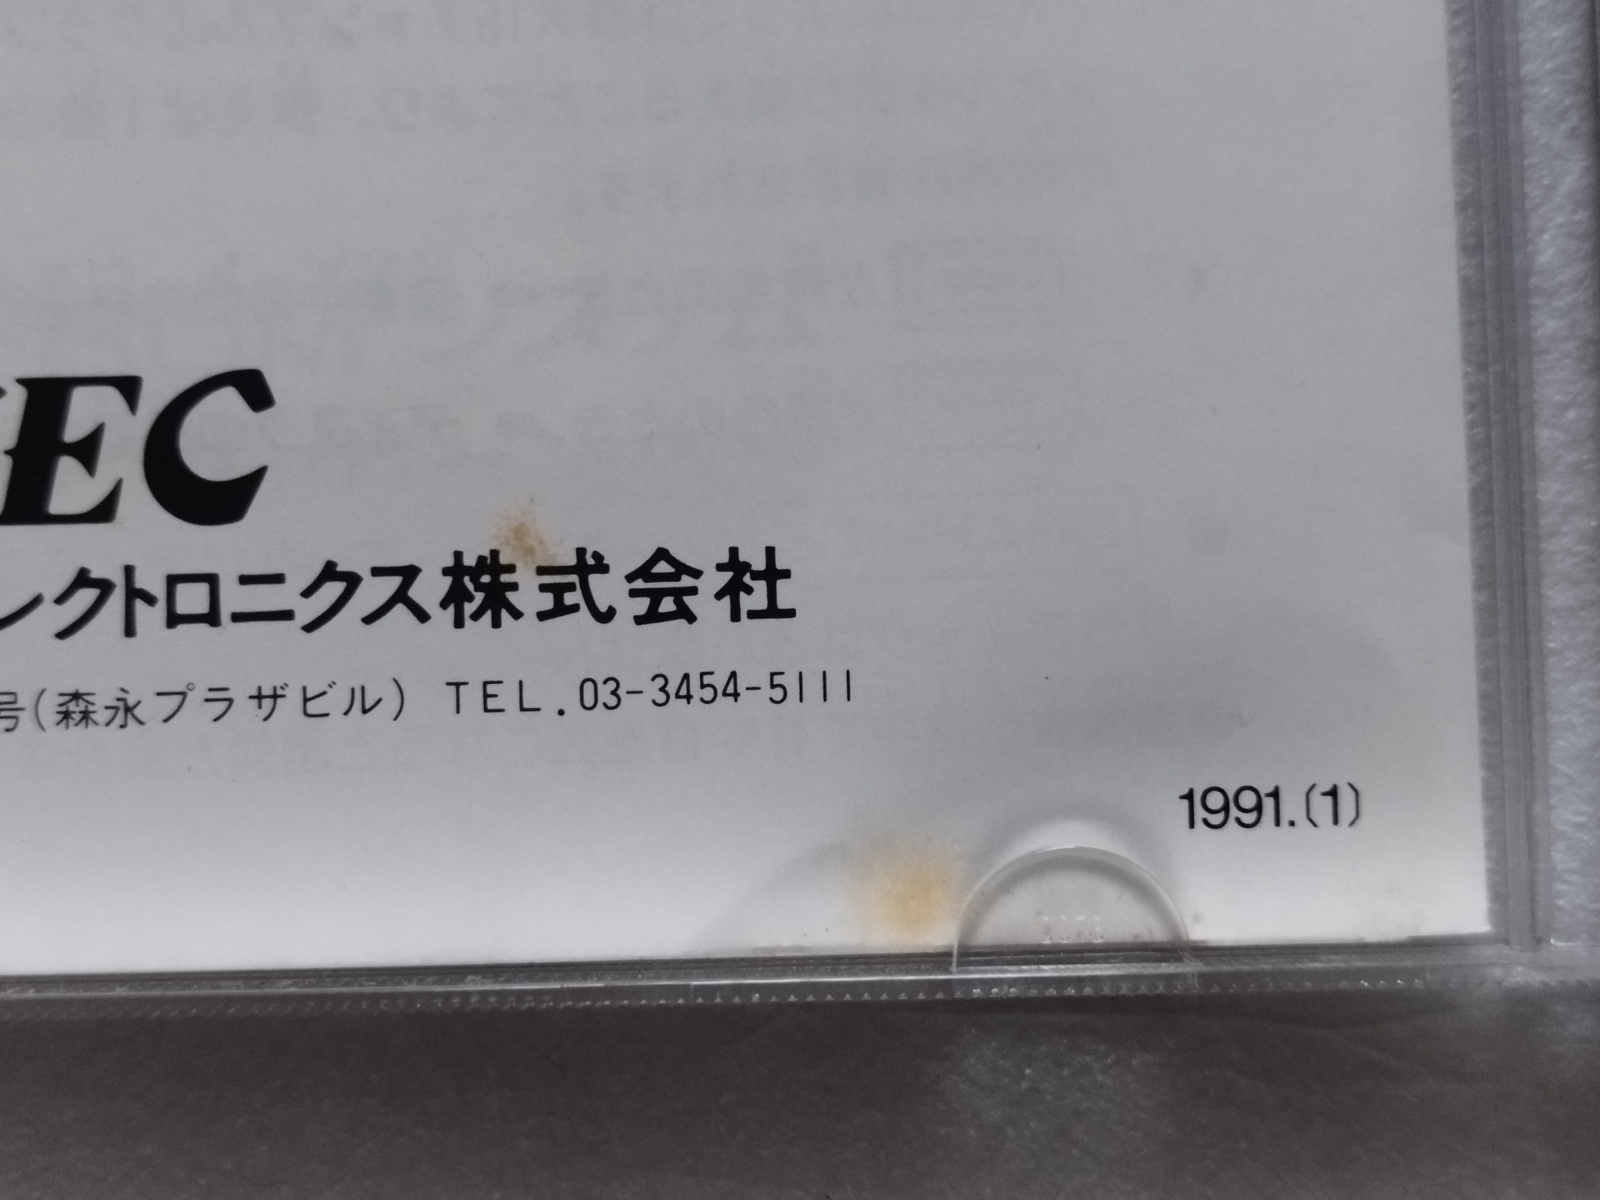 EC
レクトロニクス株式会社
号(森永プラザビル) TEL.03-3454-5111
1991.(1)